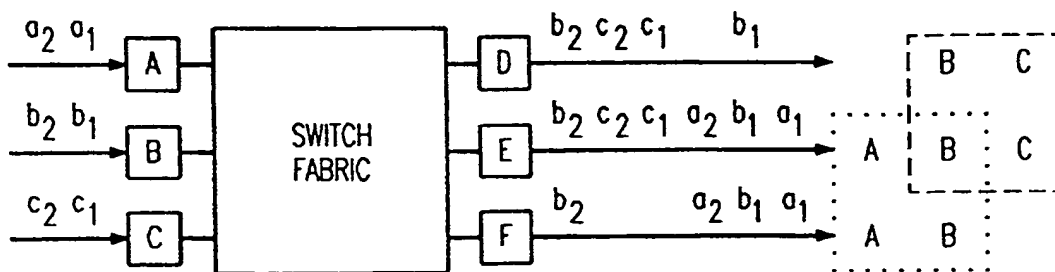 a₂ a₁ A D b₂ c₂ c₁ b₁ B C
b₂ b₁ B SWITCH FABRIC E b₂ c₂ c₁ a₂ b₁ a₁ A B C
c₂ c₁ C F b₂ a₂ b₁ a₁ A B